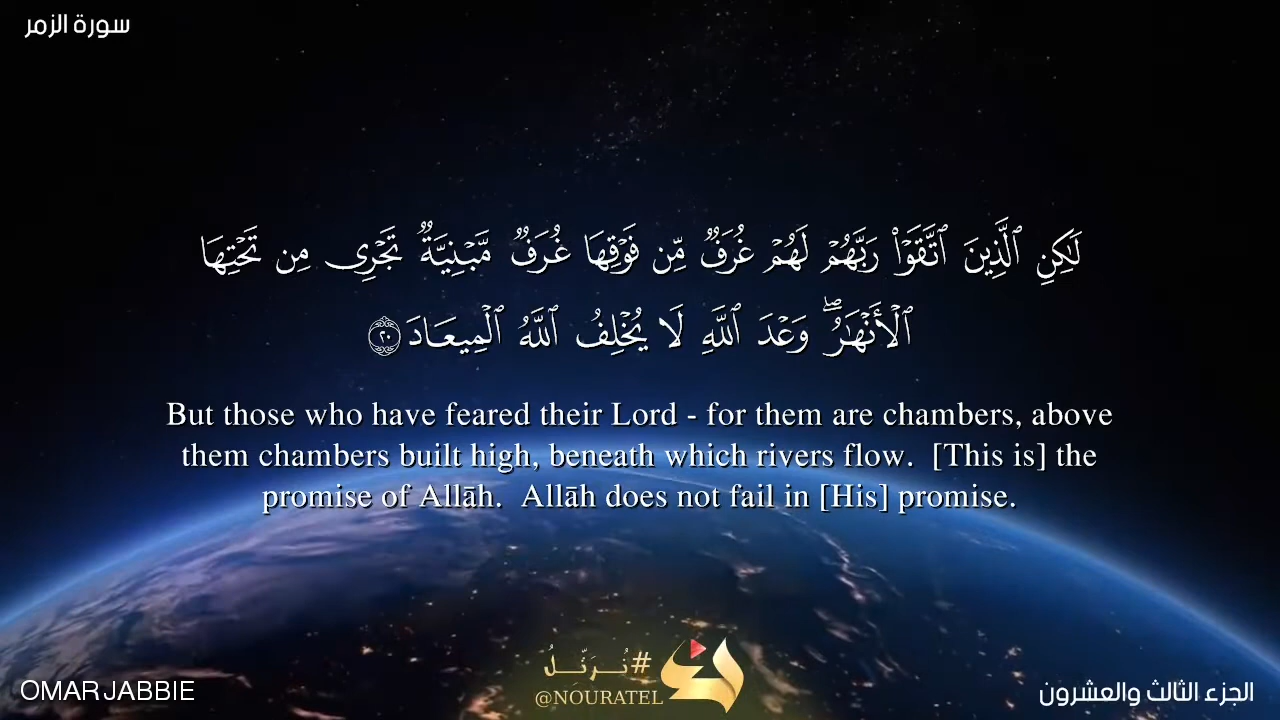 سورة الزمر
لَٰكِنِ ٱلَّذِينَ ٱتَّقَوۡاْ رَبَّهُمۡ لَهُمۡ غُرَفٞ مِّن فَوۡقِهَا غُرَفٞ مَّبۡنِيَّةٞ تَجۡرِي مِن تَحۡتِهَا
ٱلۡأَنۡهَٰرُۖ وَعۡدَ ٱللَّهِ لَا يُخۡلِفُ ٱللَّهُ ٱلۡمِيعَادَ ٢٠
But those who have feared their Lord - for them are chambers, above
them chambers built high, beneath which rivers flow.  [This is] the
promise of Allāh.  Allāh does not fail in [His] promise.
#نُرَتِّلُ
@NOURATEL
OMAR JABBIE
الجزء الثالث والعشرون